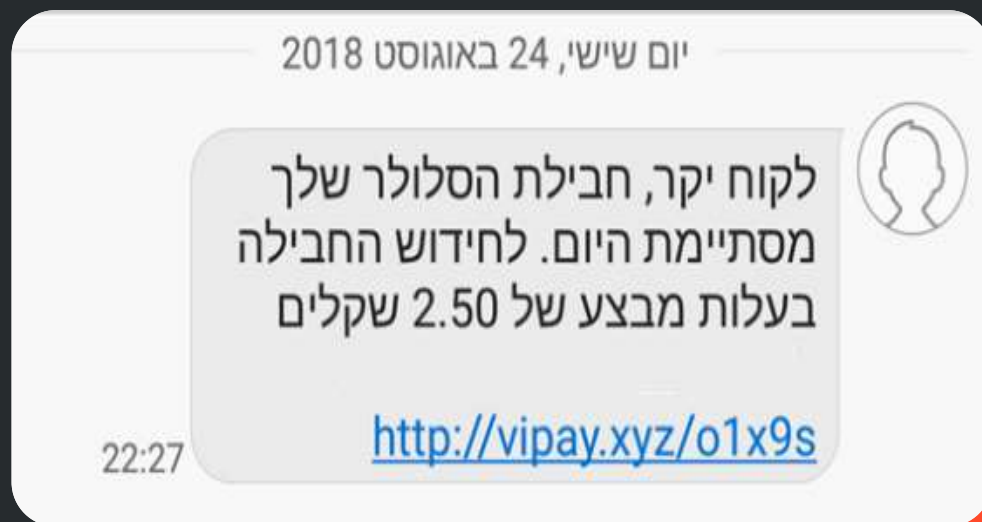 יום שישי, 24 באוגוסט 2018
לקוח יקר, חבילת הסלולר שלך
מסתיימת היום. לחידוש החבילה
בעלות מבצע של 2.50 שקלים
http://vipay.xyz/o1x9s
22:27